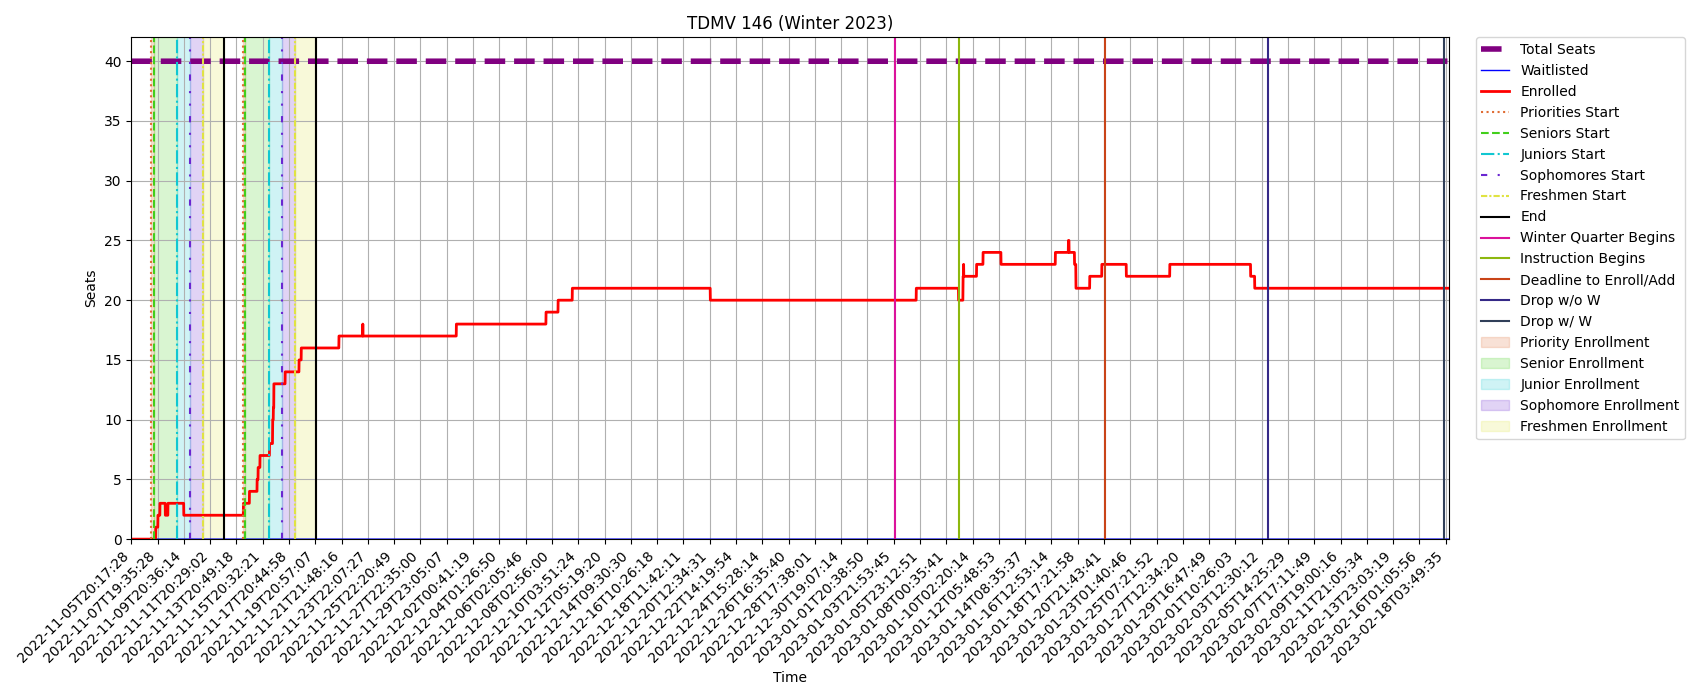 TDMV 146 (Winter 2023)
Seats
40
35
30
25
20
15
10
5
0
2022-11-05T20:17:28
2022-11-07T19:35:28
2022-11-09T20:36:14
2022-11-11T20:29:02
2022-11-13T20:49:18
2022-11-15T20:32:21
2022-11-17T20:44:58
2022-11-19T20:57:07
2022-11-21T21:48:16
2022-11-23T22:07:27
2022-11-25T22:20:49
2022-11-27T22:35:00
2022-11-29T23:05:07
2022-12-02T00:41:19
2022-12-04T01:26:50
2022-12-06T02:05:46
2022-12-08T02:56:00
2022-12-10T03:51:24
2022-12-12T05:19:20
2022-12-14T09:30:30
2022-12-16T10:26:18
2022-12-18T11:42:11
2022-12-20T12:34:31
2022-12-22T14:19:54
2022-12-24T15:28:14
2022-12-26T16:35:40
2022-12-28T17:38:01
2022-12-30T19:07:14
2023-01-01T20:38:50
2023-01-03T21:53:45
2023-01-05T23:12:51
2023-01-08T00:35:41
2023-01-10T02:20:14
2023-01-12T05:48:53
2023-01-14T08:35:37
2023-01-16T12:53:14
2023-01-18T17:21:58
2023-01-20T21:43:41
2023-01-23T01:40:46
2023-01-25T07:21:52
2023-01-27T12:34:20
2023-01-29T16:47:49
2023-02-01T10:26:03
2023-02-03T12:30:12
2023-02-05T14:25:29
2023-02-07T17:11:49
2023-02-09T19:00:16
2023-02-11T21:05:34
2023-02-13T23:03:19
2023-02-16T01:05:56
2023-02-18T03:49:35
Time
Total Seats
Waitlisted
Enrolled
Priorities Start
Seniors Start
Juniors Start
Sophomores Start
Freshmen Start
End
Winter Quarter Begins
Instruction Begins
Deadline to Enroll/Add
Drop w/o W
Drop w/ W
Priority Enrollment
Senior Enrollment
Junior Enrollment
Sophomore Enrollment
Freshmen Enrollment